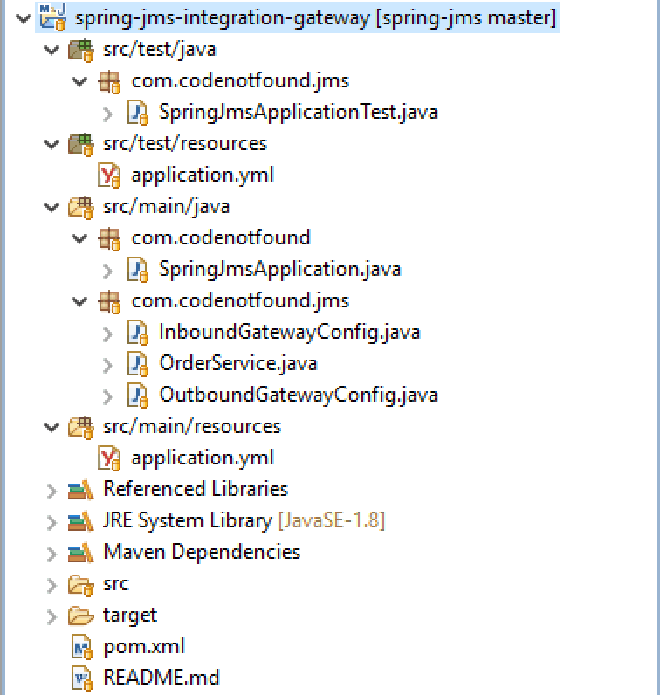 spring-jms-integration-gateway [spring-jms master]
src/test/java
com.codenotfound.jms
SpringJmsApplicationTest.java
src/test/resources
application.yml
src/main/java
com.codenotfound
SpringJmsApplication.java
com.codenotfound.jms
InboundGatewayConfig.java
OrderService.java
OutboundGatewayConfig.java
src/main/resources
application.yml
Referenced Libraries
JRE System Library [JavaSE-1.8]
Maven Dependencies
src
target
pom.xml
README.md